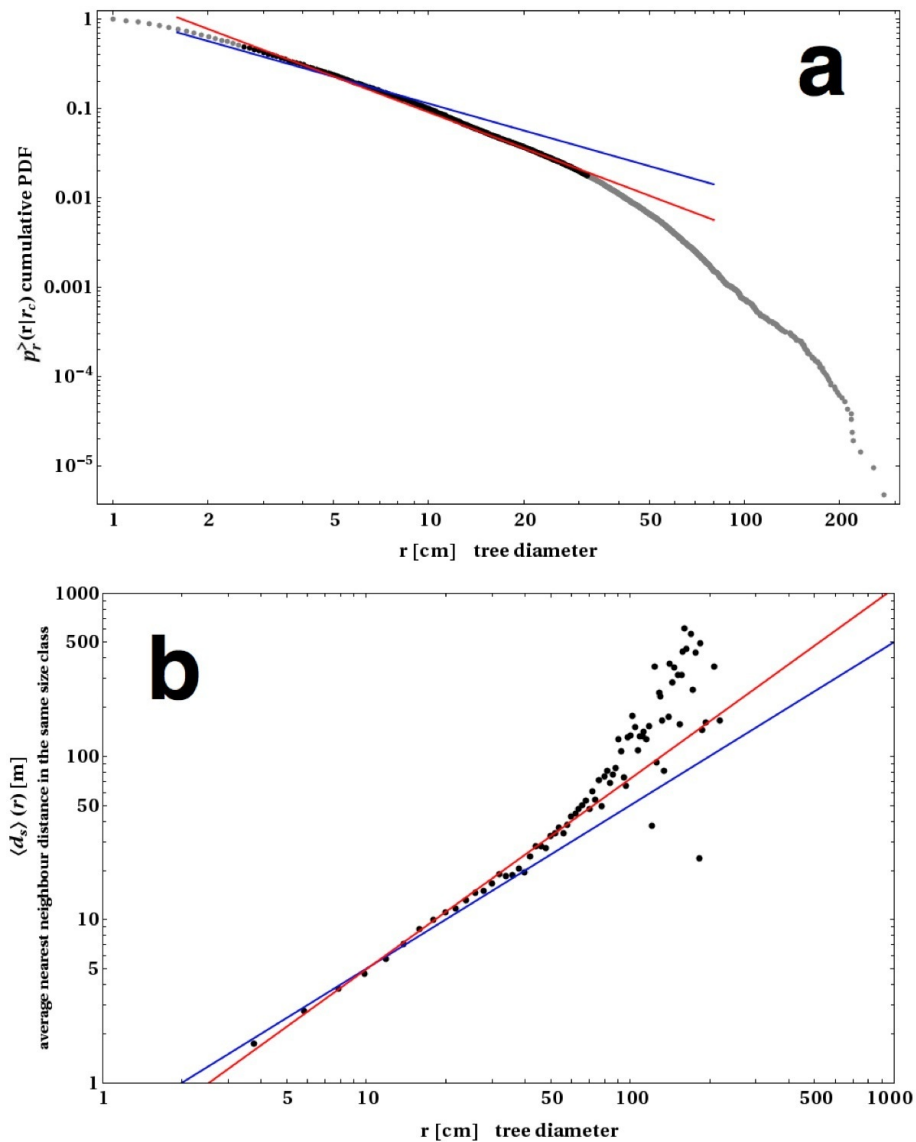 a
1
0.1
0.01
0.001
10⁻⁴
10⁻⁵
p_r^>(r|r_c) cumulative PDF
1 2 5 10 20 50 100 200
r [cm] tree diameter
b
1000
500
100
50
10
5
1
⟨d_s⟩ (r) [m]
average nearest neighbour distance in the same size class
1 5 10 50 100 500 1000
r [cm] tree diameter